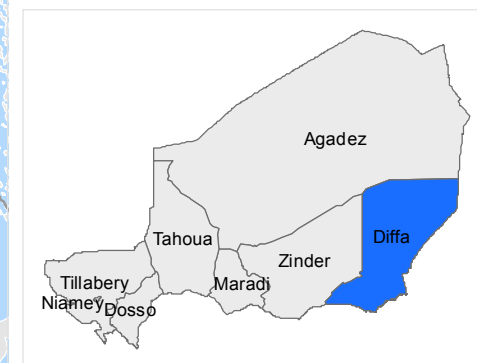 Agadez
Diffa
Tahoua
Zinder
Tillabery
Maradi
Niamey
Dosso